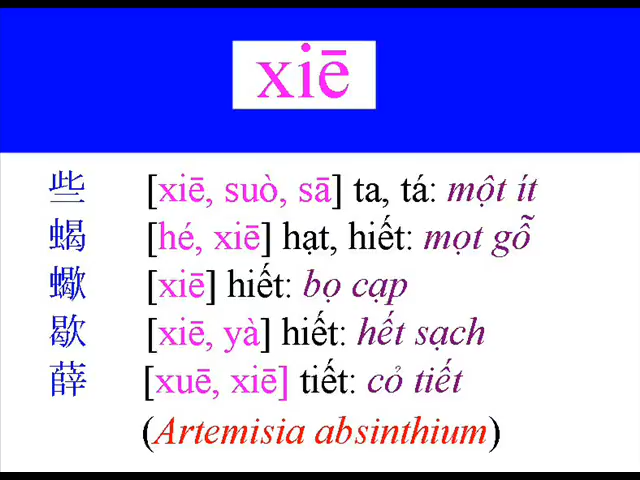 xiē
些 [xiē, suò, sā] ta, tá: một ít
蝎 [hé, xiē] hạt, hiết: mọt gỗ
蠍 [xiē] hiết: bọ cạp
歇 [xiē, yà] hiết: hết sạch
薛 [xuē, xiē] tiết: cỏ tiết
(Artemisia absinthium)